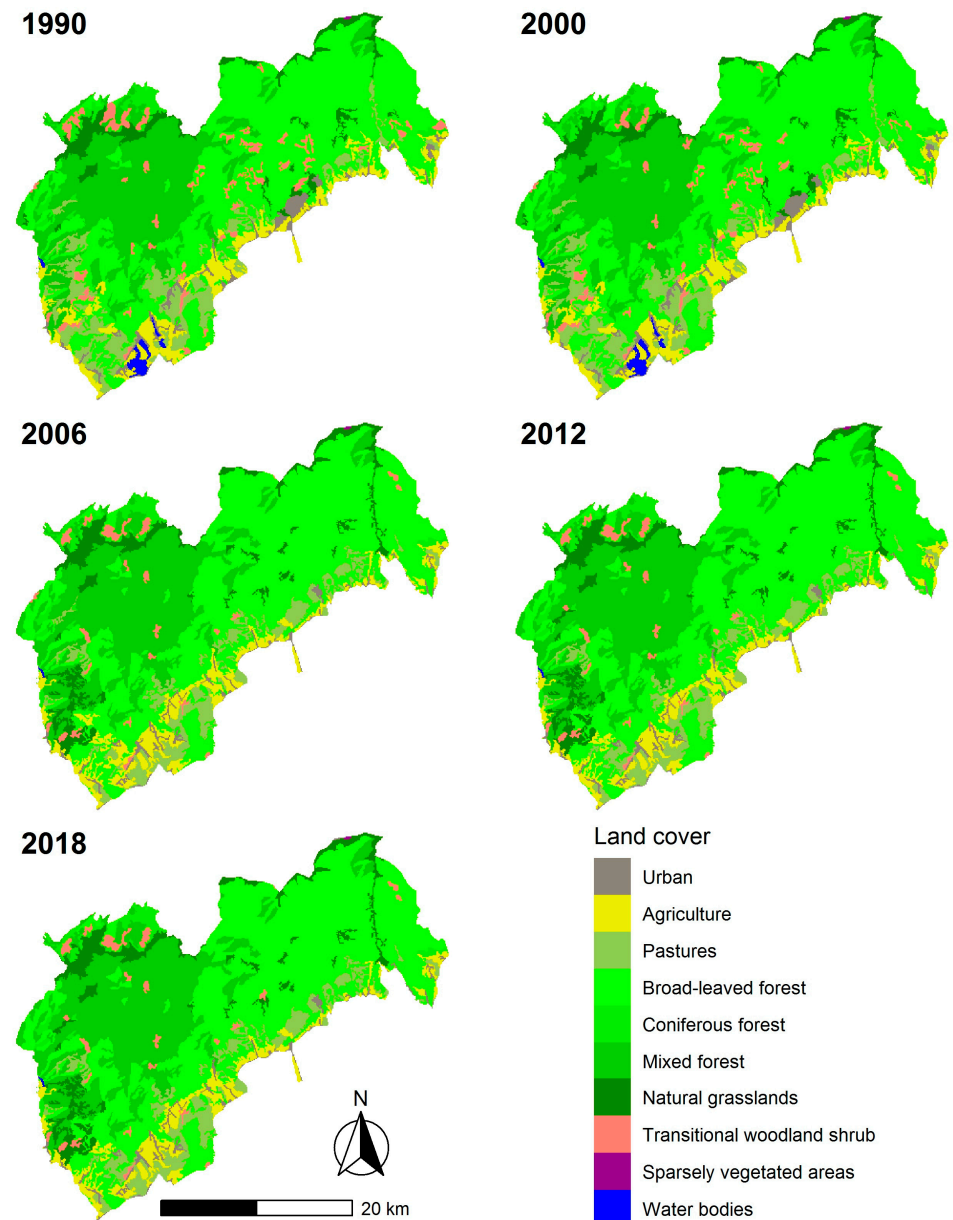 1990
2000
2006
2012
2018
Land cover
Urban
Agriculture
Pastures
Broad-leaved forest
Coniferous forest
Mixed forest
Natural grasslands
Transitional woodland shrub
Sparsely vegetated areas
Water bodies
N
20 km